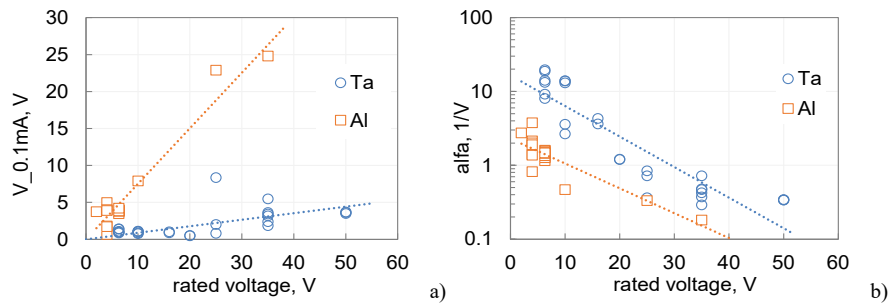 30
25
20
15
10
5
0
V_0.1mA, V
0 10 20 30 40 50 60
rated voltage, V
Ta
Al
a)
100
10
1
0.1
alfa, 1/V
0 10 20 30 40 50 60
rated voltage, V
Ta
Al
b)